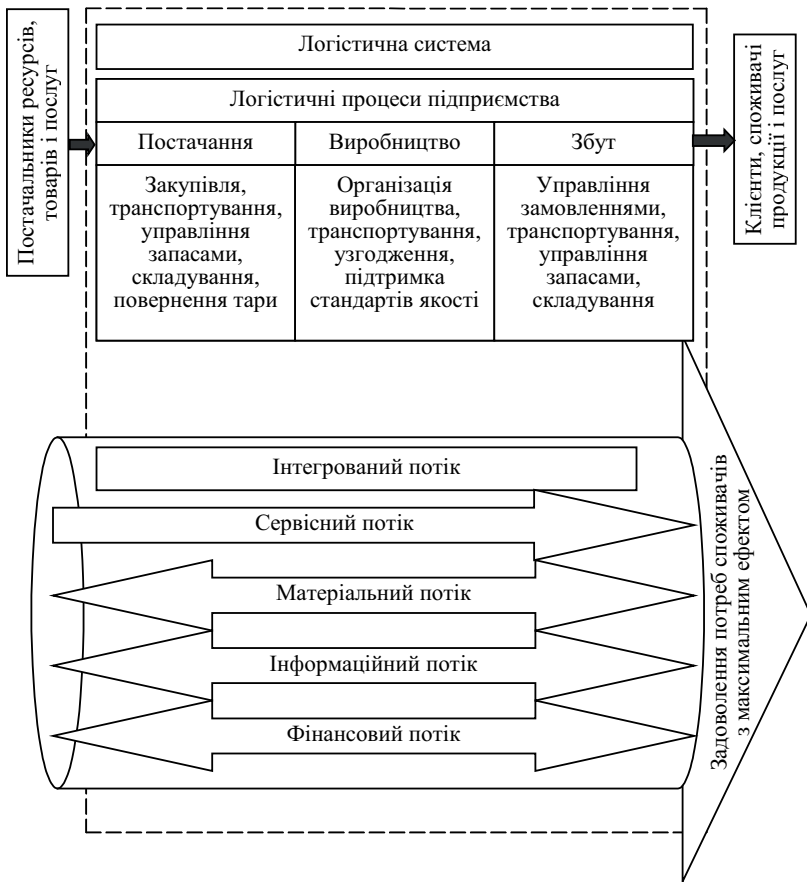 Постачальники ресурсів,
товарів і послуг
Логістична система
Логістичні процеси підприємства
Постачання
Закупівля,
транспортування,
управління
запасами,
складування,
повернення тари
Виробництво
Організація
виробництва,
транспортування,
узгодження,
підтримка
стандартів якості
Збут
Управління
замовленнями,
транспортування,
управління
запасами,
складування
Клієнти, споживачі
продукції і послуг
Інтегрований потік
Сервісний потік
Матеріальний потік
Інформаційний потік
Фінансовий потік
Задоволення потреб споживачів
з максимальним ефектом